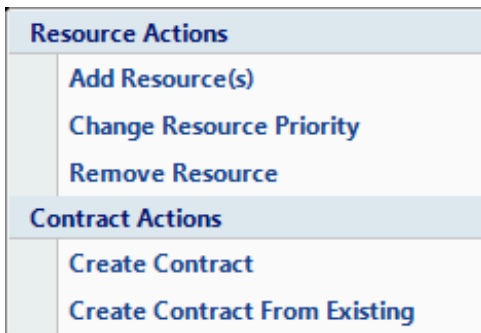 Resource Actions
Add Resource(s)
Change Resource Priority
Remove Resource
Contract Actions
Create Contract
Create Contract From Existing